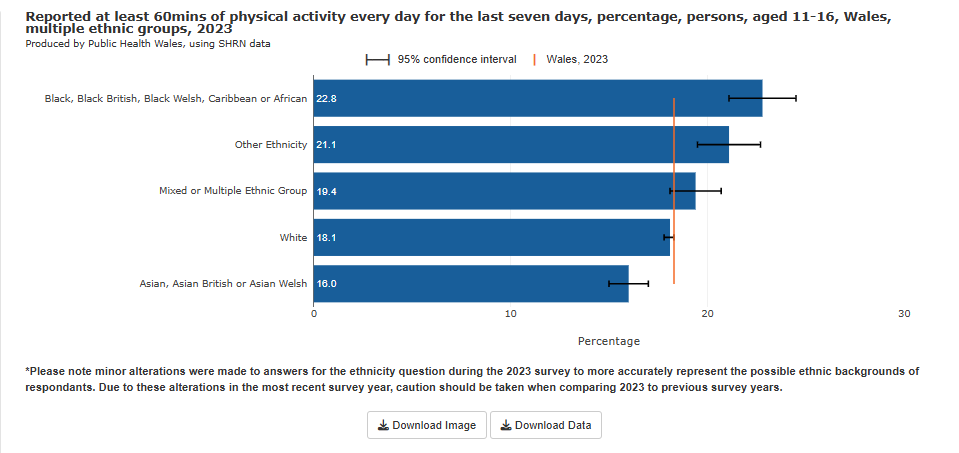 Reported at least 60mins of physical activity every day for the last seven days, percentage, persons, aged 11-16, Wales,
multiple ethnic groups, 2023
Produced by Public Health Wales, using SHRN data
95% confidence interval
Wales, 2023
Black, Black British, Black Welsh, Caribbean or African 22.8
Other Ethnicity 21.1
Mixed or Multiple Ethnic Group 19.4
White 18.1
Asian, Asian British or Asian Welsh 16.0
0 10 20 30
Percentage
*Please note minor alterations were made to answers for the ethnicity question during the 2023 survey to more accurately represent the possible ethnic backgrounds of
respondants. Due to these alterations in the most recent survey year, caution should be taken when comparing 2023 to previous survey years.
Download Image
Download Data